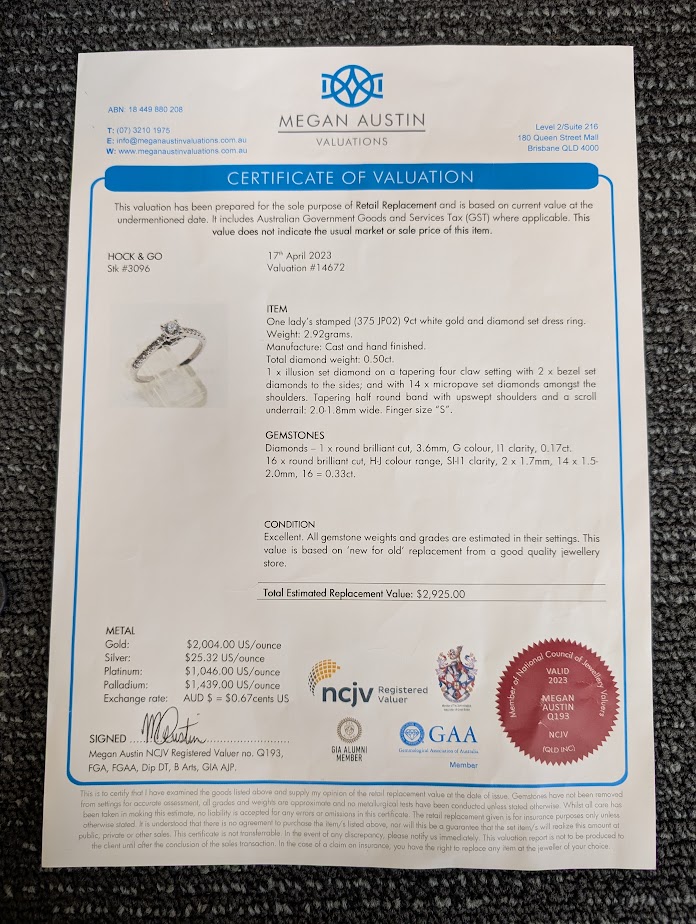 ABN: 18 449 880 208
T: (07) 3210 1975
E: info@meganaustinvaluations.com.au
W: www.meganaustinvaluations.com.au
MEGAN AUSTIN
VALUATIONS
Level 2/Suite 216
180 Queen Street Mall
Brisbane QLD 4000
CERTIFICATE OF VALUATION
This valuation has been prepared for the sole purpose of Retail Replacement and is based on current value at the
undermentioned date. It includes Australian Government Goods and Services Tax (GST) where applicable. This
value does not indicate the usual market or sale price of this item.
HOCK & GO
Stk #3096
17th April 2023
Valuation #14672
ITEM
One lady's stamped (375 JP02) 9ct white gold and diamond set dress ring.
Weight: 2.92grams.
Manufacture: Cast and hand finished.
Total diamond weight: 0.50ct.
1 x illusion set diamond on a tapering four claw setting with 2 x bezel set
diamonds to the sides; and with 14 x micropave set diamonds amongst the
shoulders. Tapering half round band with upswept shoulders and a scroll
underrail: 2.0-1.8mm wide. Finger size "S".
GEMSTONES
Diamonds – 1 x round brilliant cut, 3.6mm, G colour, I1 clarity, 0.17ct.
16 x round brilliant cut, H-J colour range, SI-I1 clarity, 2 x 1.7mm, 14 x 1.5-
2.0mm, 16 = 0.33ct.
CONDITION
Excellent. All gemstone weights and grades are estimated in their settings. This
value is based on 'new for old' replacement from a good quality jewellery
store.
Total Estimated Replacement Value: $2,925.00
METAL
Gold: $2,004.00 US/ounce
Silver: $25.32 US/ounce
Platinum: $1,046.00 US/ounce
Palladium: $1,439.00 US/ounce
Exchange rate: AUD $ = $0.67cents US
SIGNED
Megan Austin NCJV Registered Valuer no. Q193,
FGA, FGAA, Dip DT, B Arts, GIA AJP.
ncjv Registered Valuer
GIA ALUMNI
MEMBER
GAA
Gemmological Association of Australia
Member
Member of National Council of Jewellery Valuers
VALID
2023
MEGAN
AUSTIN
Q193
NCJV
(QLD INC)
This is to certify that I have examined the goods listed above and supply my opinion of the retail replacement value at the date of issue. Gemstones have not been removed
from settings for accurate assessment, all grades and weights are approximate and no metallurgical tests have been conducted unless stated otherwise. Whilst all care has
been taken in making this estimate, no liability is accepted for any errors or omissions in this certificate. The retail replacement given is for insurance purposes only unless
otherwise stated. It is understood that there is no agreement to purchase the item/s listed above, nor will this be a guarantee that the set item/s will realize this amount at
public, private or other sales. This certificate is not transferrable. In the event of any discrepancy, please notify us immediately. This valuation report is not to be produced to
the client until after the conclusion of the sales transaction. In the case of a claim on insurance, you have the right to replace any item at the jeweller of your choice.